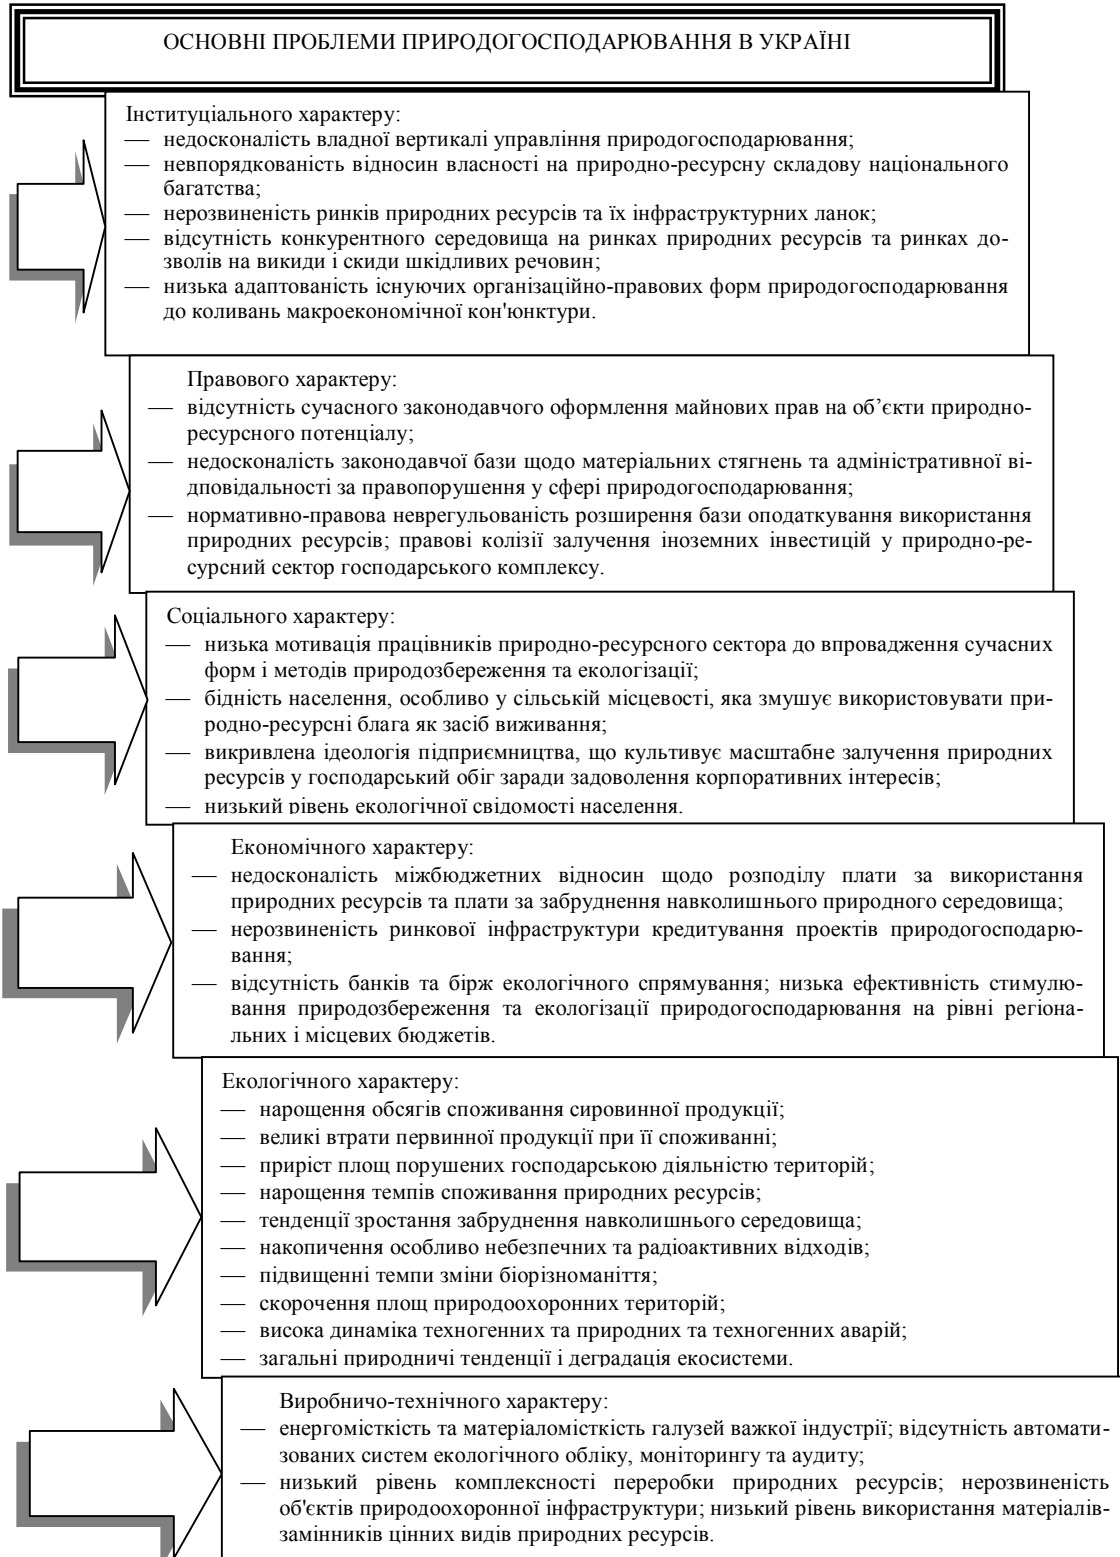 ОСНОВНІ ПРОБЛЕМИ ПРИРОДОГОСПОДАРЮВАННЯ В УКРАЇНІ
Інституціального характеру:
— недосконалість владної вертикалі управління природогосподарювання;
— невпорядкованість відносин власності на природно-ресурсну складову національного
багатства;
— нерозвиненість ринків природних ресурсів та їх інфраструктурних ланок;
— відсутність конкурентного середовища на ринках природних ресурсів та ринках до-
зволів на викиди і скиди шкідливих речовин;
— низька адаптованість існуючих організаційно-правових форм природогосподарювання
до коливань макроекономічної кон'юнктури.
Правового характеру:
— відсутність сучасного законодавчого оформлення майнових прав на об’єкти природно-
ресурсного потенціалу;
— недосконалість законодавчої бази щодо матеріальних стягнень та адміністративної ві-
дповідальності за правопорушення у сфері природогосподарювання;
— нормативно-правова неврегульованість розширення бази оподаткування використання
природних ресурсів; правові колізії залучення іноземних інвестицій у природно-ре-
сурсний сектор господарського комплексу.
Соціального характеру:
— низька мотивація працівників природно-ресурсного сектора до впровадження сучасних
форм і методів природозбереження та екологізації;
— бідність населення, особливо у сільській місцевості, яка змушує використовувати при-
родно-ресурсні блага як засіб виживання;
— викривлена ідеологія підприємництва, що культивує масштабне залучення природних
ресурсів у господарський обіг заради задоволення корпоративних інтересів;
— низький рівень екологічної свідомості населення.
Економічного характеру:
— недосконалість міжбюджетних відносин щодо розподілу плати за використання
природних ресурсів та плати за забруднення навколишнього природного середовища;
— нерозвиненість ринкової інфраструктури кредитування проектів природогосподарю-
вання;
— відсутність банків та бірж екологічного спрямування; низька ефективність стимулю-
вання природозбереження та екологізації природогосподарювання на рівні регіона-
льних і місцевих бюджетів.
Екологічного характеру:
— нарощення обсягів споживання сировинної продукції;
— великі втрати первинної продукції при її споживанні;
— приріст площ порушених господарською діяльністю територій;
— нарощення темпів споживання природних ресурсів;
— тенденції зростання забруднення навколишнього середовища;
— накопичення особливо небезпечних та радіоактивних відходів;
— підвищенні темпи зміни біорізноманіття;
— скорочення площ природоохоронних територій;
— висока динаміка техногенних та природних та техногенних аварій;
— загальні природничі тенденції і деградація екосистеми.
Виробничо-технічного характеру:
— енергомісткість та матеріаломісткість галузей важкої індустрії; відсутність автомати-
зованих систем екологічного обліку, моніторингу та аудиту;
— низький рівень комплексності переробки природних ресурсів; нерозвиненість
об'єктів природоохоронної інфраструктури; низький рівень використання матеріалів-
замінників цінних видів природних ресурсів.